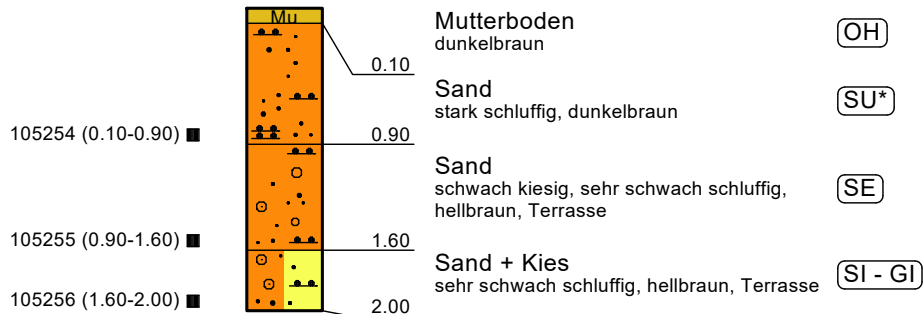 Mu
Mutterboden
dunkelbraun
OH
0.10
Sand
stark schluffig, dunkelbraun
SU*
105254 (0.10-0.90)
0.90
Sand
schwach kiesig, sehr schwach schluffig,
hellbraun, Terrasse
SE
105255 (0.90-1.60)
1.60
Sand + Kies
sehr schwach schluffig, hellbraun, Terrasse
SI - GI
105256 (1.60-2.00)
2.00